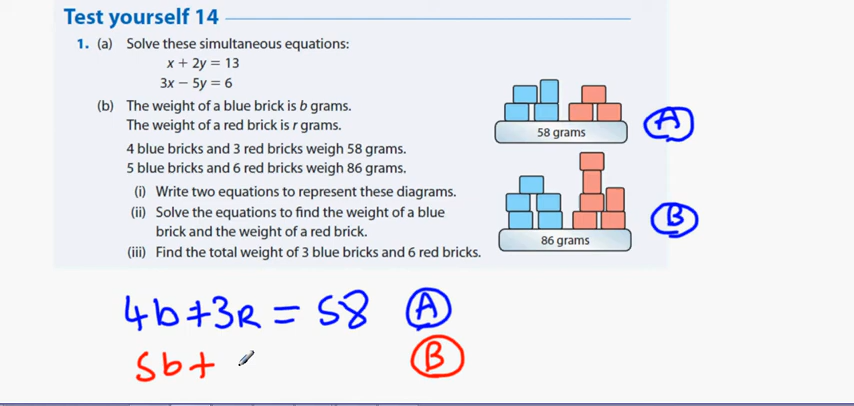 Test yourself 14
1. (a) Solve these simultaneous equations:
x + 2y = 13
3x − 5y = 6
(b) The weight of a blue brick is b grams.
The weight of a red brick is r grams.
4 blue bricks and 3 red bricks weigh 58 grams.
5 blue bricks and 6 red bricks weigh 86 grams.
(i) Write two equations to represent these diagrams.
(ii) Solve the equations to find the weight of a blue
brick and the weight of a red brick.
(iii) Find the total weight of 3 blue bricks and 6 red bricks.
58 grams
A
86 grams
B
4b+3R = 58 A
5b+ B